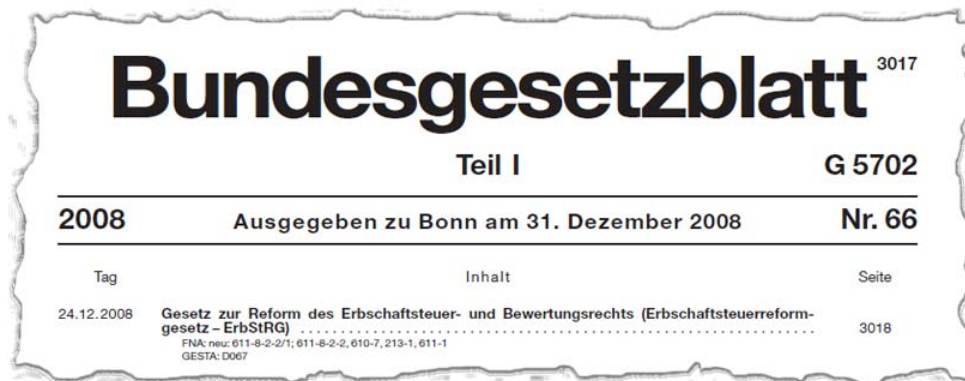 3017
Bundesgesetzblatt
Teil I G 5702
2008 Ausgegeben zu Bonn am 31. Dezember 2008 Nr. 66
Tag Inhalt Seite
24.12.2008 Gesetz zur Reform des Erbschaftsteuer- und Bewertungsrechts (Erbschaftsteuerreform-
gesetz – ErbStRG) ........................................................................ 3018
FNA: neu: 611-8-2-2/1; 611-8-2-2, 610-7, 213-1, 611-1
GESTA: D067